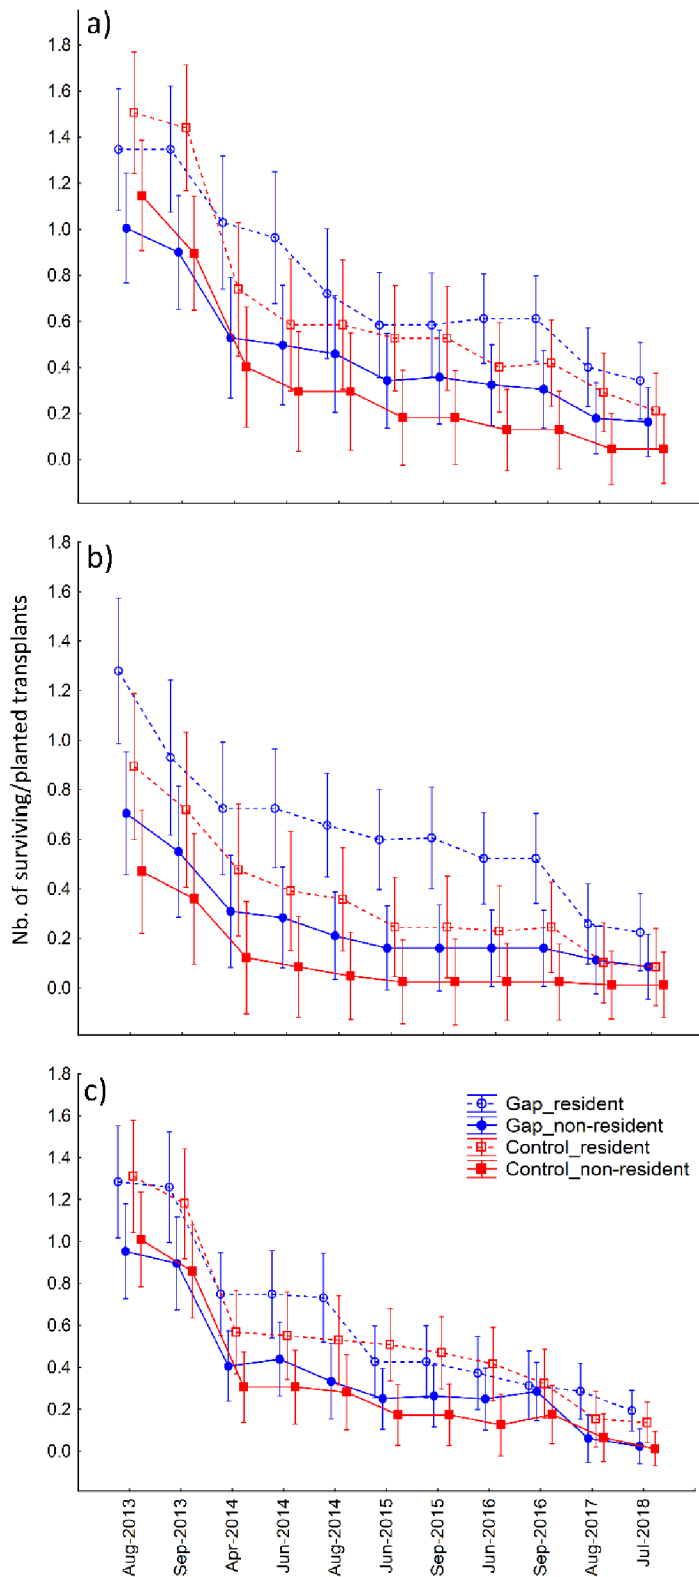 a)
1.8
1.6
1.4
1.2
1.0
0.8
0.6
0.4
0.2
0.0
b)
1.8
1.6
1.4
1.2
1.0
0.8
0.6
0.4
0.2
0.0
Nb. of surviving/planted transplants
c)
1.8
1.6
1.4
1.2
1.0
0.8
0.6
0.4
0.2
0.0
Gap_resident
Gap_non-resident
Control_resident
Control_non-resident
Aug-2013
Sep-2013
Apr-2014
Jun-2014
Aug-2014
Jun-2015
Sep-2015
Jun-2016
Sep-2016
Aug-2017
Jul-2018